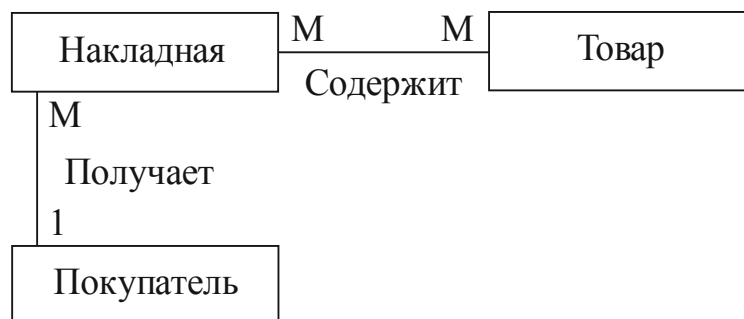 Накладная
М
М
Товар
Содержит
М
Получает
1
Покупатель